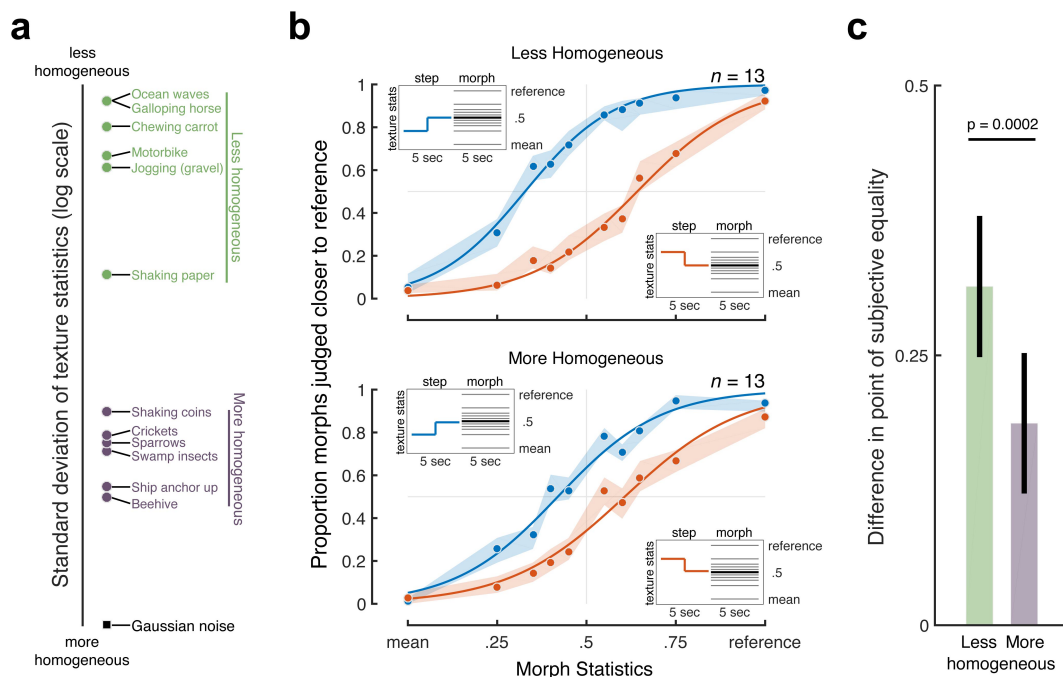 a
less
homogeneous
Standard deviation of texture statistics (log scale)
Ocean waves
Galloping horse
Chewing carrot
Motorbike
Jogging (gravel)
Shaking paper
Less homogeneous
Shaking coins
Crickets
Sparrows
Swamp insects
Ship anchor up
Beehive
More homogeneous
Gaussian noise
more
homogeneous
b
Proportion morphs judged closer to reference
Less Homogeneous
n = 13
1
0.8
0.6
0.4
0.2
0
step morph
texture stats
reference
.5
mean
5 sec 5 sec
step morph
texture stats
reference
.5
mean
5 sec 5 sec
More Homogeneous
n = 13
1
0.8
0.6
0.4
0.2
0
step morph
texture stats
reference
.5
mean
5 sec 5 sec
step morph
texture stats
reference
.5
mean
5 sec 5 sec
mean .25 .5 .75 reference
Morph Statistics
c
Difference in point of subjective equality
0.5
0.25
0
p = 0.0002
Less More
homogeneous